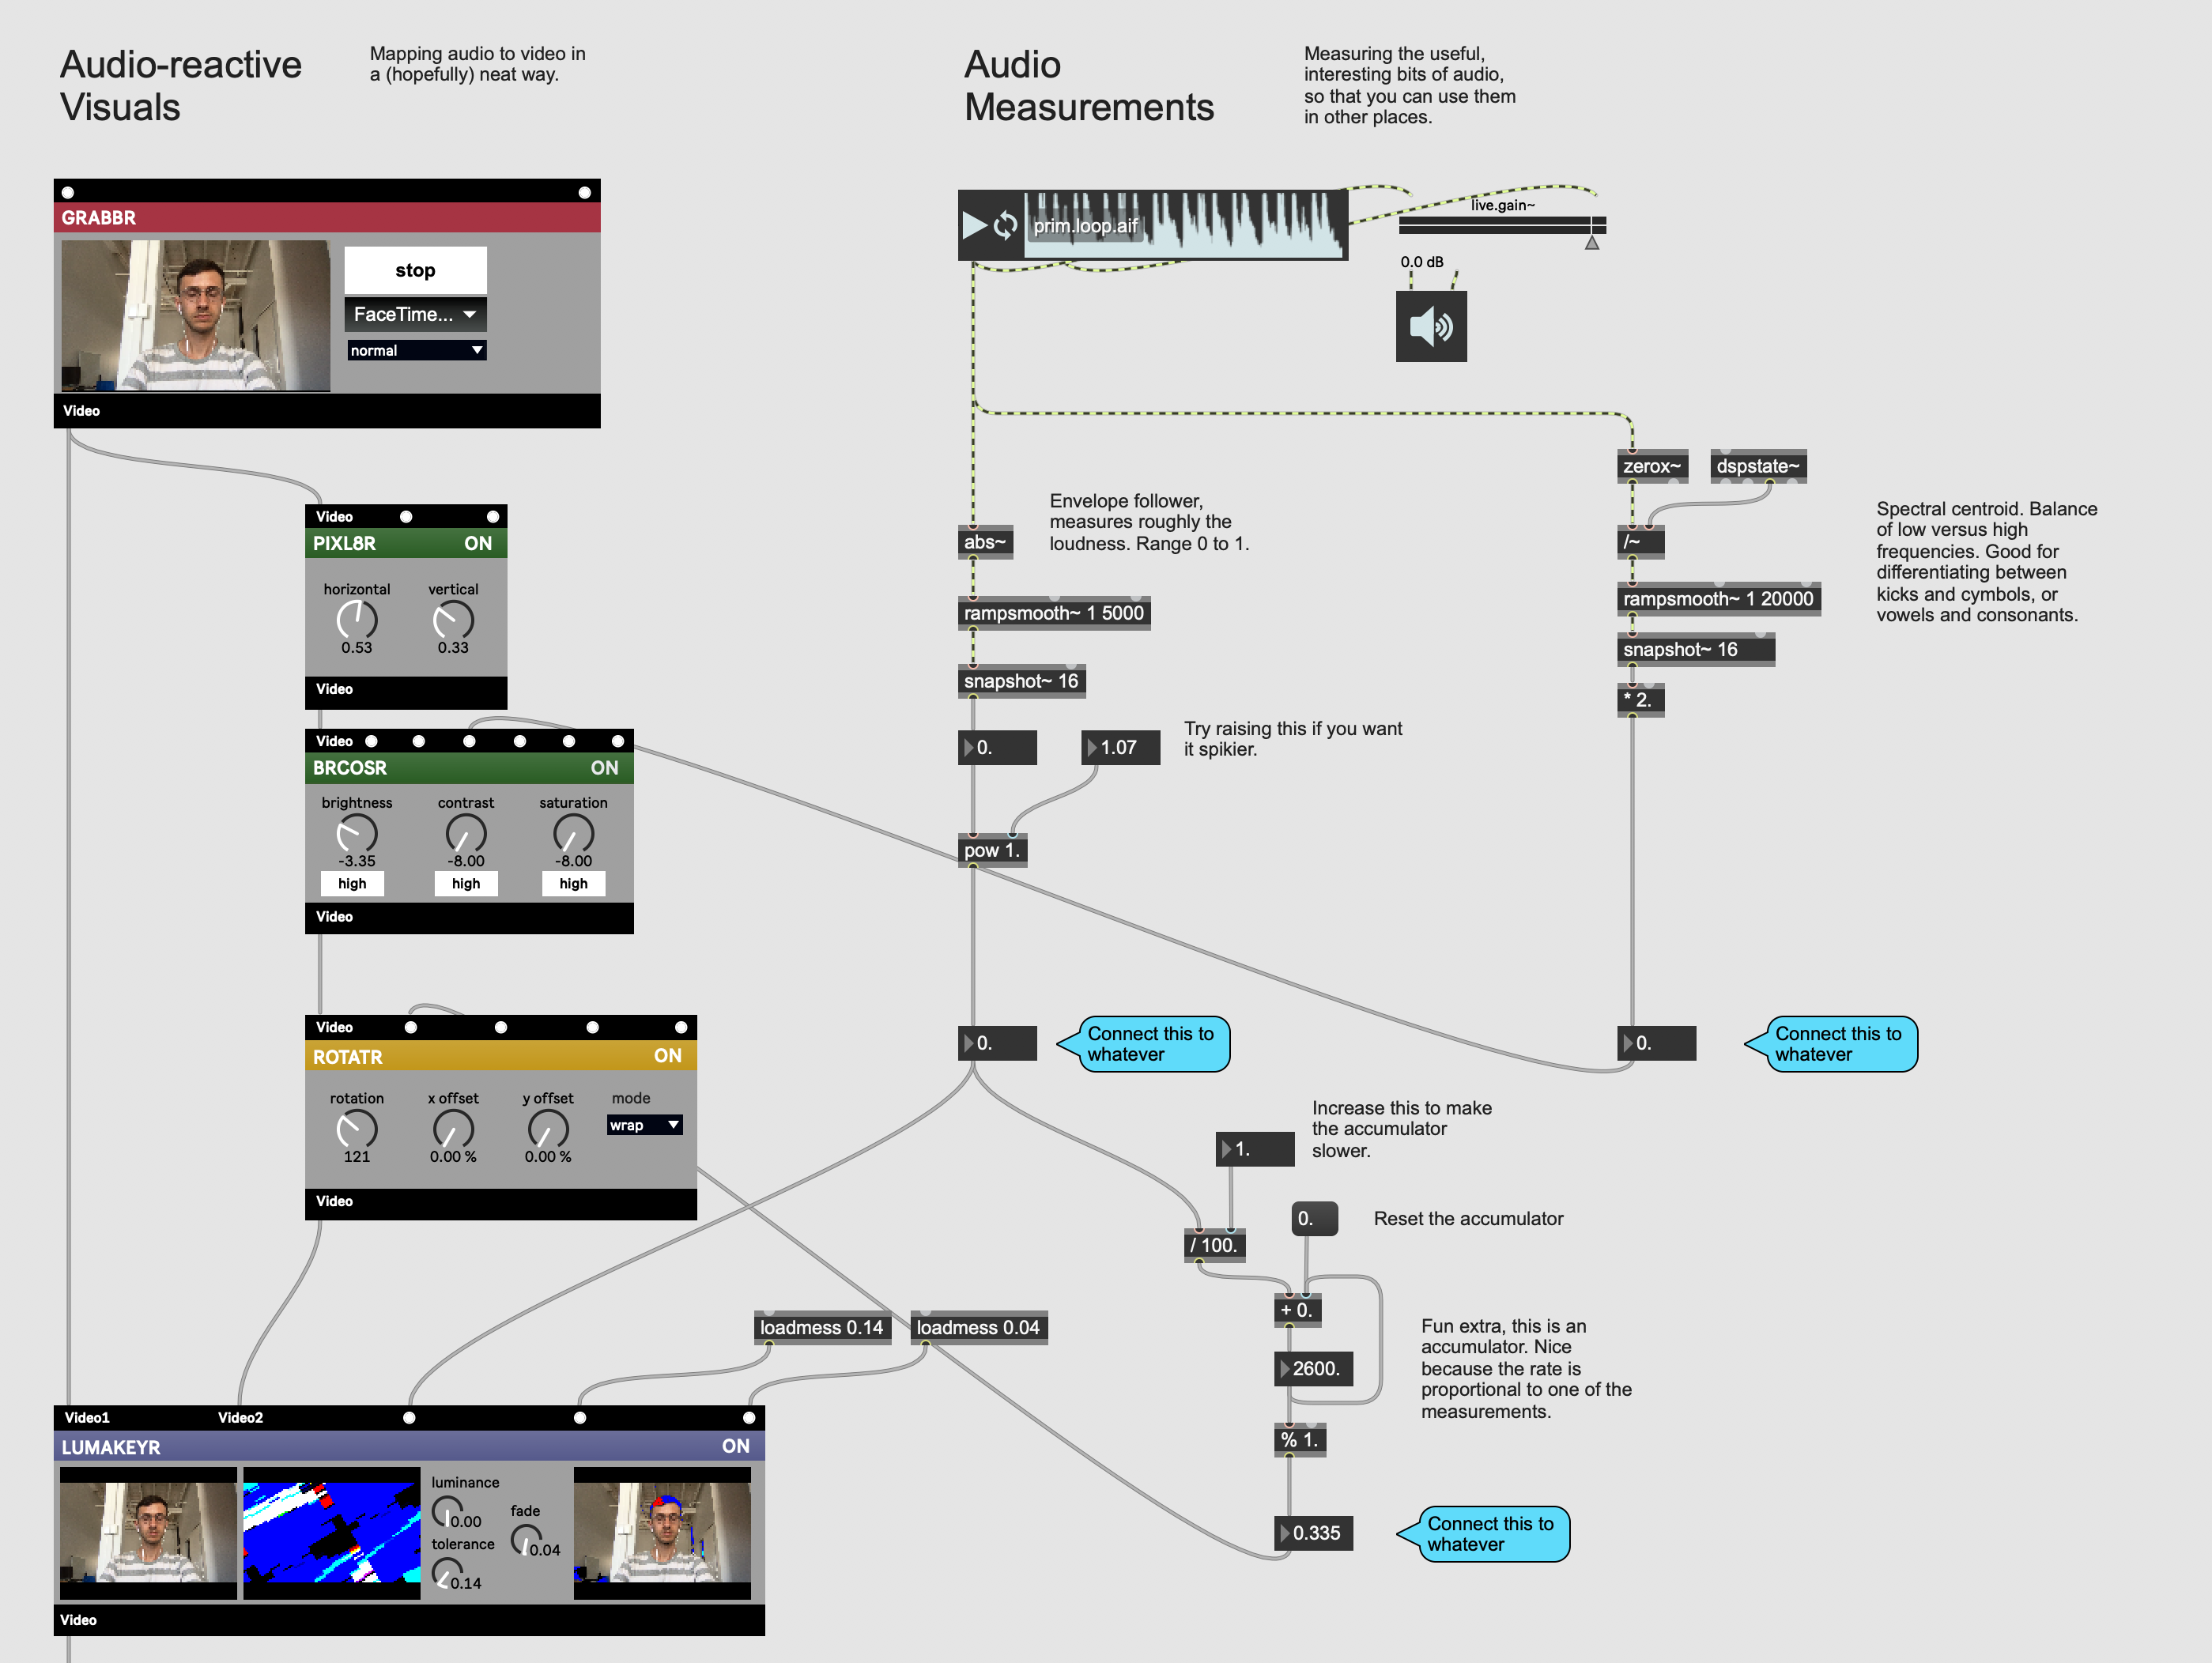 Audio-reactive
Visuals
Mapping audio to video in
a (hopefully) neat way.
GRABBR
stop
FaceTime...
normal
Video
Video
PIXL8R
ON
horizontal
vertical
0.53
0.33
Video
Video
BRCOSR
ON
brightness
contrast
saturation
-3.35
-8.00
-8.00
high
high
high
Video
Video
ROTATR
ON
rotation
x offset
y offset
mode
wrap
121
0.00 %
0.00 %
Video
loadmess 0.14
loadmess 0.04
Video1
Video2
LUMAKEYR
ON
luminance
0.00
fade
0.04
tolerance
0.14
Video
Audio
Measurements
Measuring the useful,
interesting bits of audio,
so that you can use them
in other places.
prim.loop.aif
live.gain~
0.0 dB
zerox~
dspstate~
Envelope follower,
measures roughly the
loudness. Range 0 to 1.
abs~
/~
Spectral centroid. Balance
of low versus high
frequencies. Good for
differentiating between
kicks and cymbols, or
vowels and consonants.
rampsmooth~ 1 5000
rampsmooth~ 1 20000
snapshot~ 16
snapshot~ 16
* 2.
0.
1.07
Try raising this if you want
it spikier.
pow 1.
0.
Connect this to
whatever
0.
Connect this to
whatever
1.
Increase this to make
the accumulator
slower.
0.
Reset the accumulator
/ 100.
+ 0.
2600.
Fun extra, this is an
accumulator. Nice
because the rate is
proportional to one of the
measurements.
% 1.
0.335
Connect this to
whatever